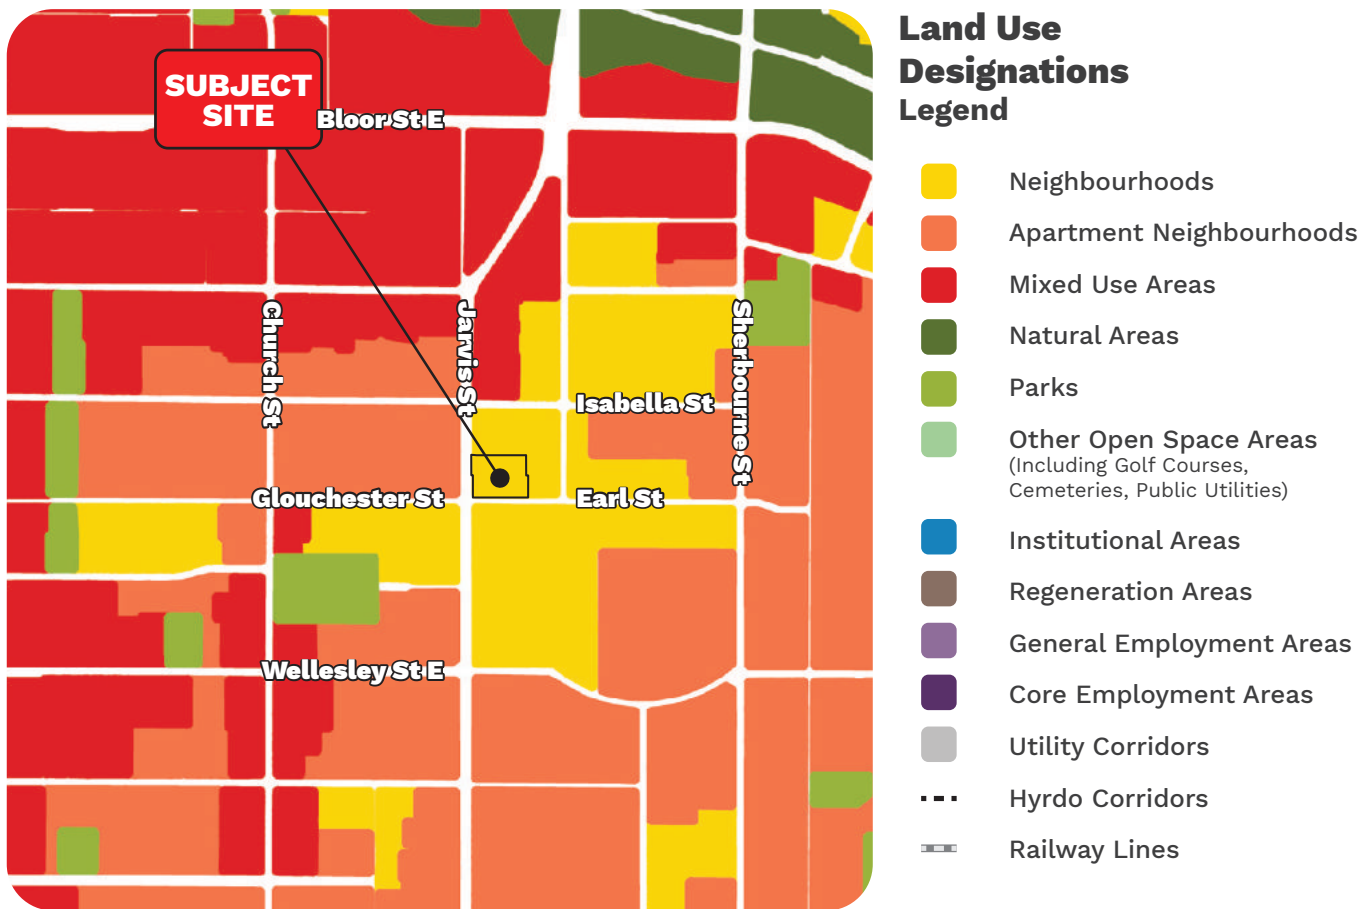 SUBJECT
SITE
Bloor St E
Church St
Jarvis St
Sherbourne St
Isabella St
Glouchester St
Earl St
Wellesley St E
Land Use
Designations
Legend
Neighbourhoods
Apartment Neighbourhoods
Mixed Use Areas
Natural Areas
Parks
Other Open Space Areas
(Including Golf Courses,
Cemeteries, Public Utilities)
Institutional Areas
Regeneration Areas
General Employment Areas
Core Employment Areas
Utility Corridors
Hyrdo Corridors
Railway Lines